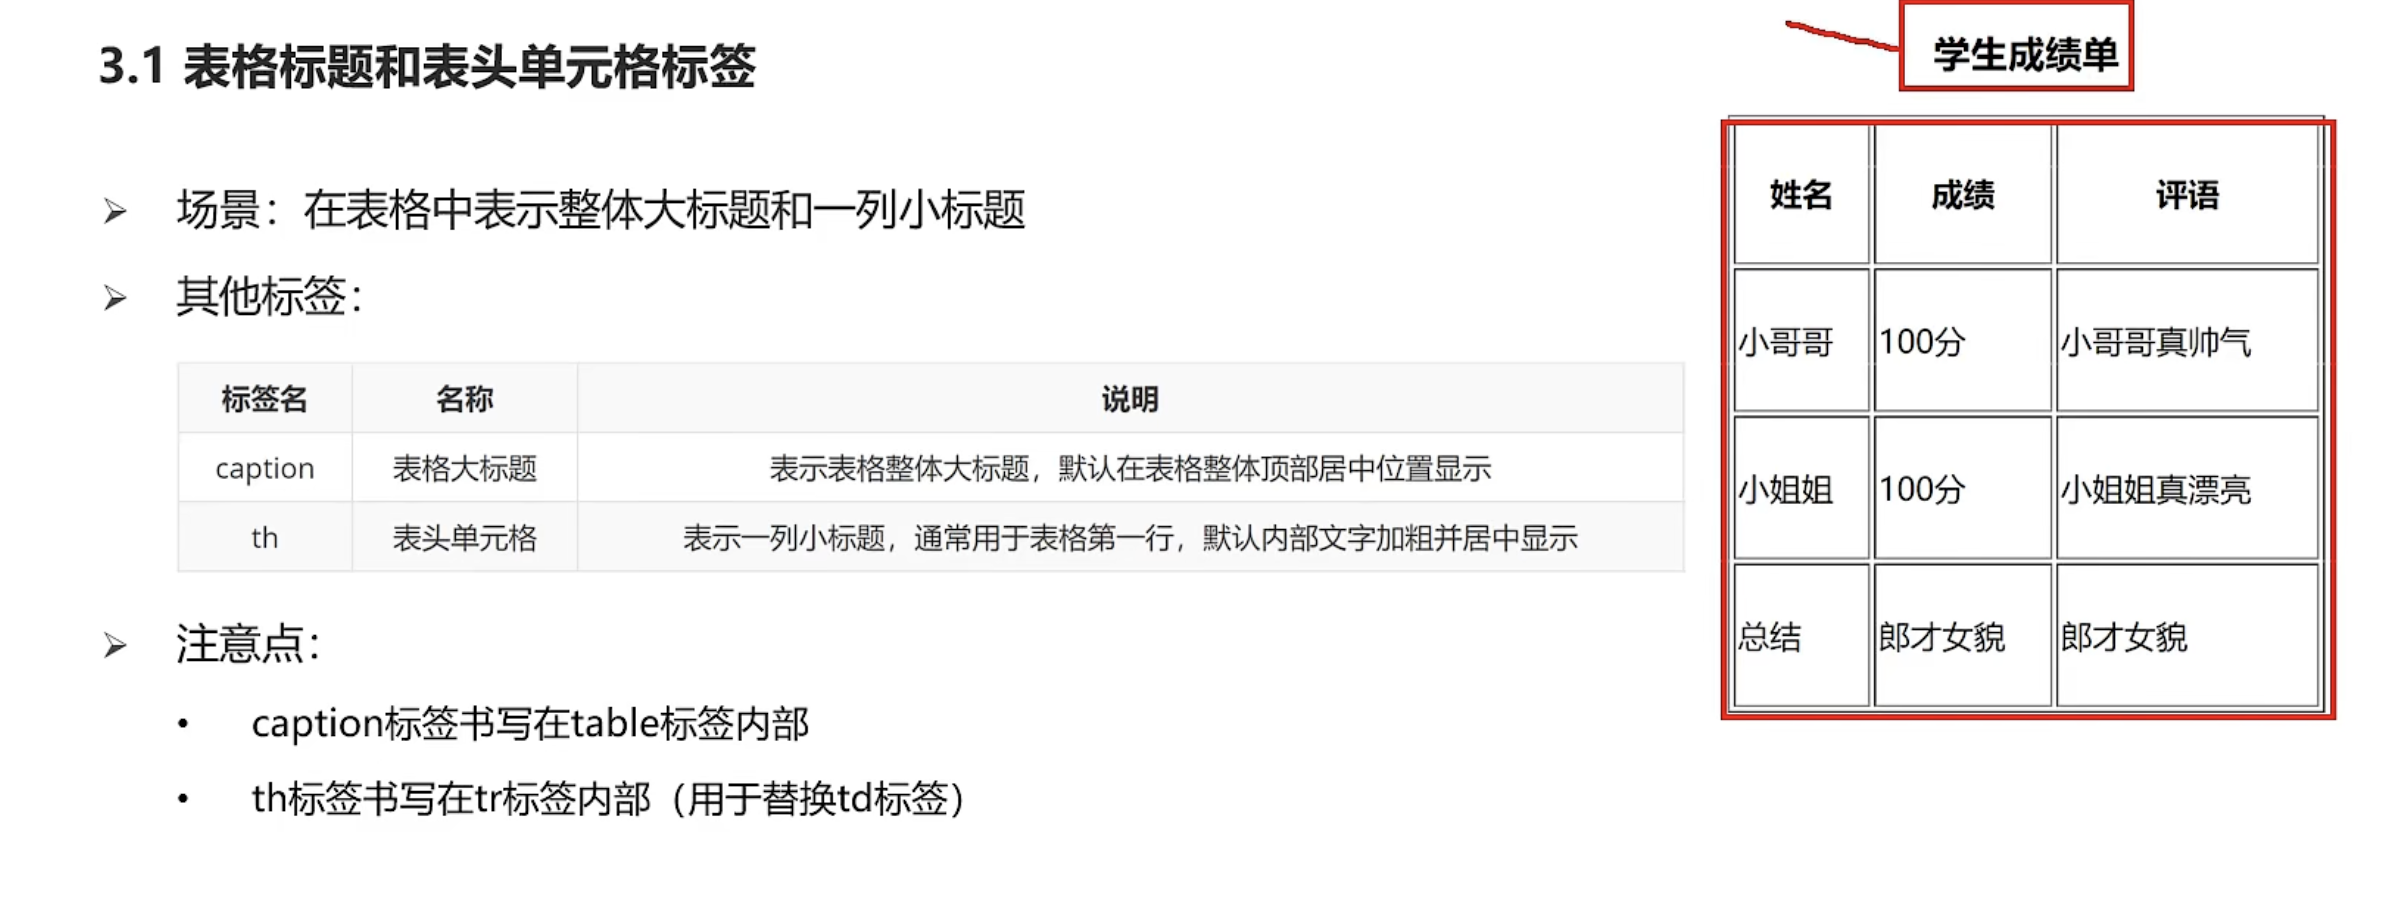 3.1 表格标题和表头单元格标签
➢ 场景：在表格中表示整体大标题和一列小标题
➢ 其他标签：
标签名 名称 说明
caption 表格大标题 表示表格整体大标题，默认在表格整体顶部居中位置显示
th 表头单元格 表示一列小标题，通常用于表格第一行，默认内部文字加粗并居中显示
➢ 注意点：
• caption标签书写在table标签内部
• th标签书写在tr标签内部（用于替换td标签）
学生成绩单
姓名 成绩 评语
小哥哥 100分 小哥哥真帅气
小姐姐 100分 小姐姐真漂亮
总结 郎才女貌 郎才女貌